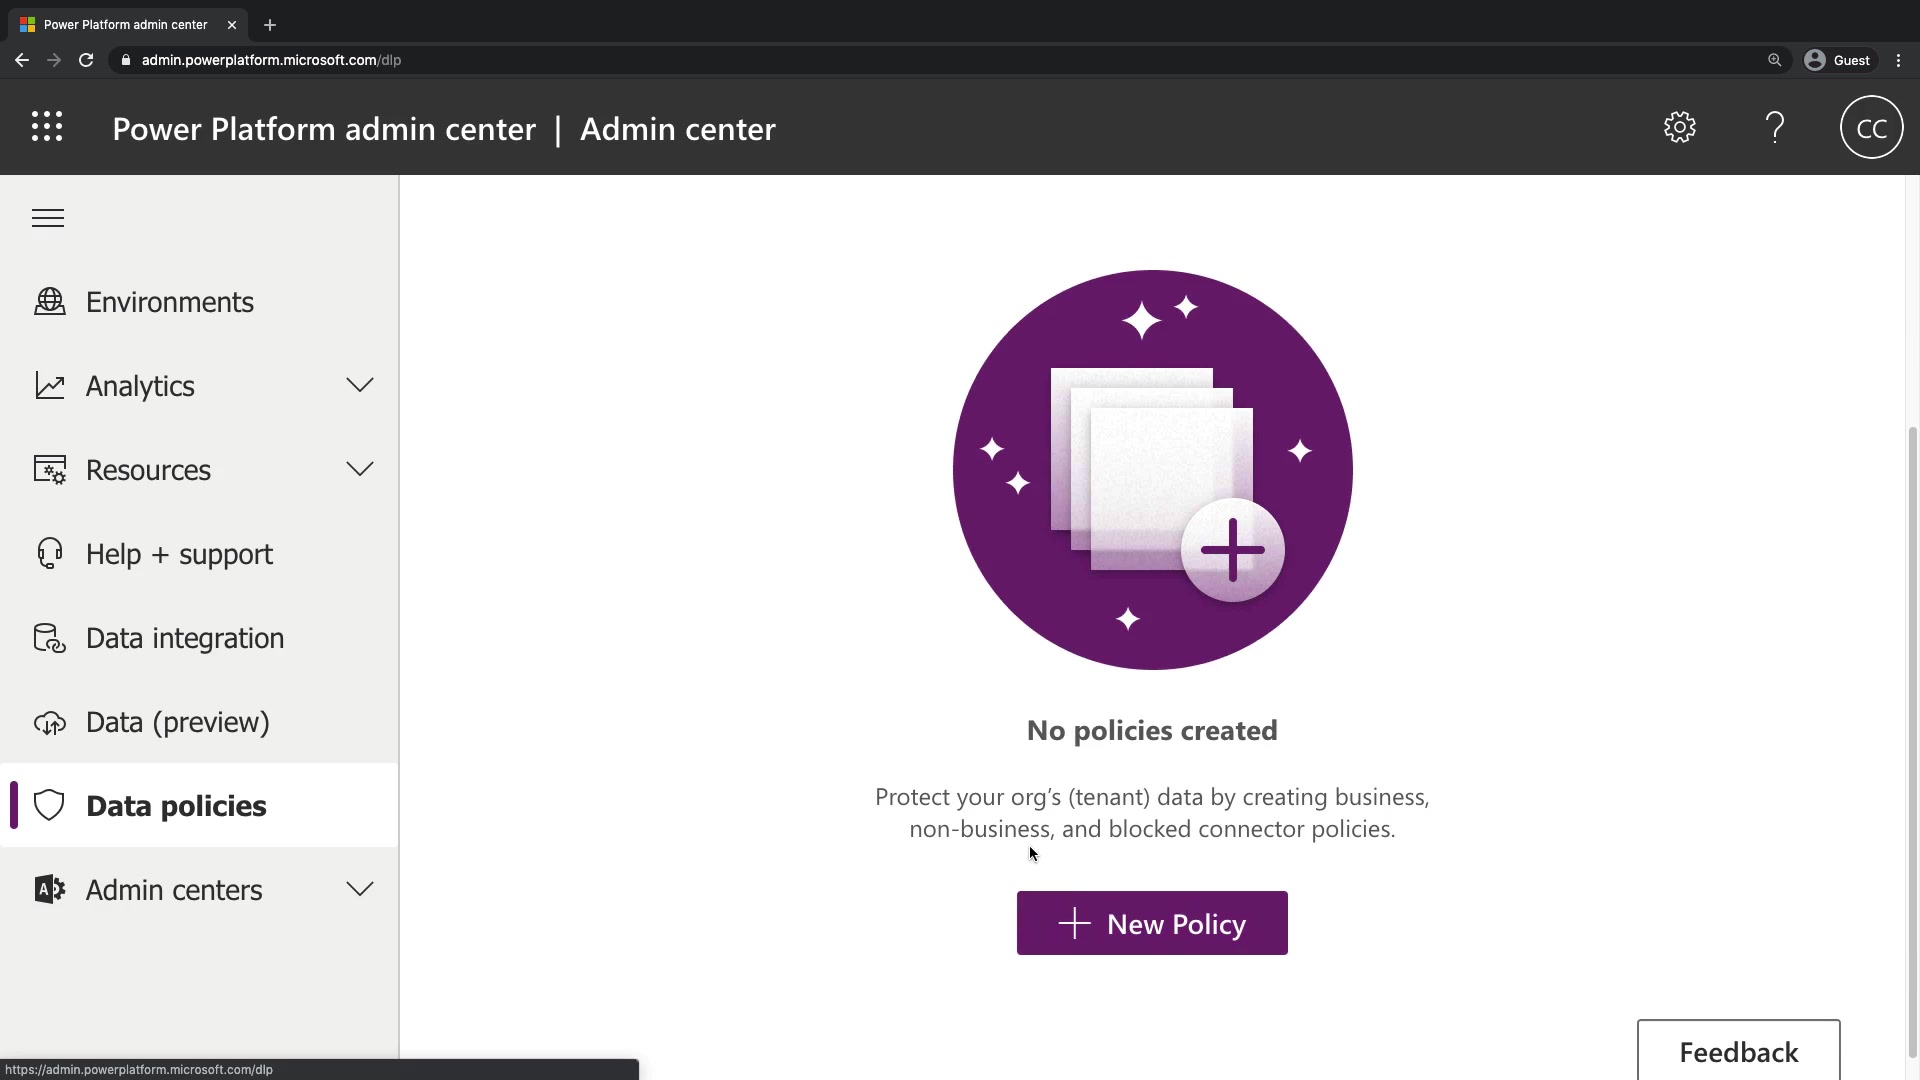 Power Platform admin center
admin.powerplatform.microsoft.com/dlp
Guest
Power Platform admin center | Admin center
CC
Environments
Analytics
Resources
Help + support
Data integration
Data (preview)
Data policies
Admin centers
No policies created
Protect your org's (tenant) data by creating business,
non-business, and blocked connector policies.
New Policy
Feedback
https://admin.powerplatform.microsoft.com/dlp